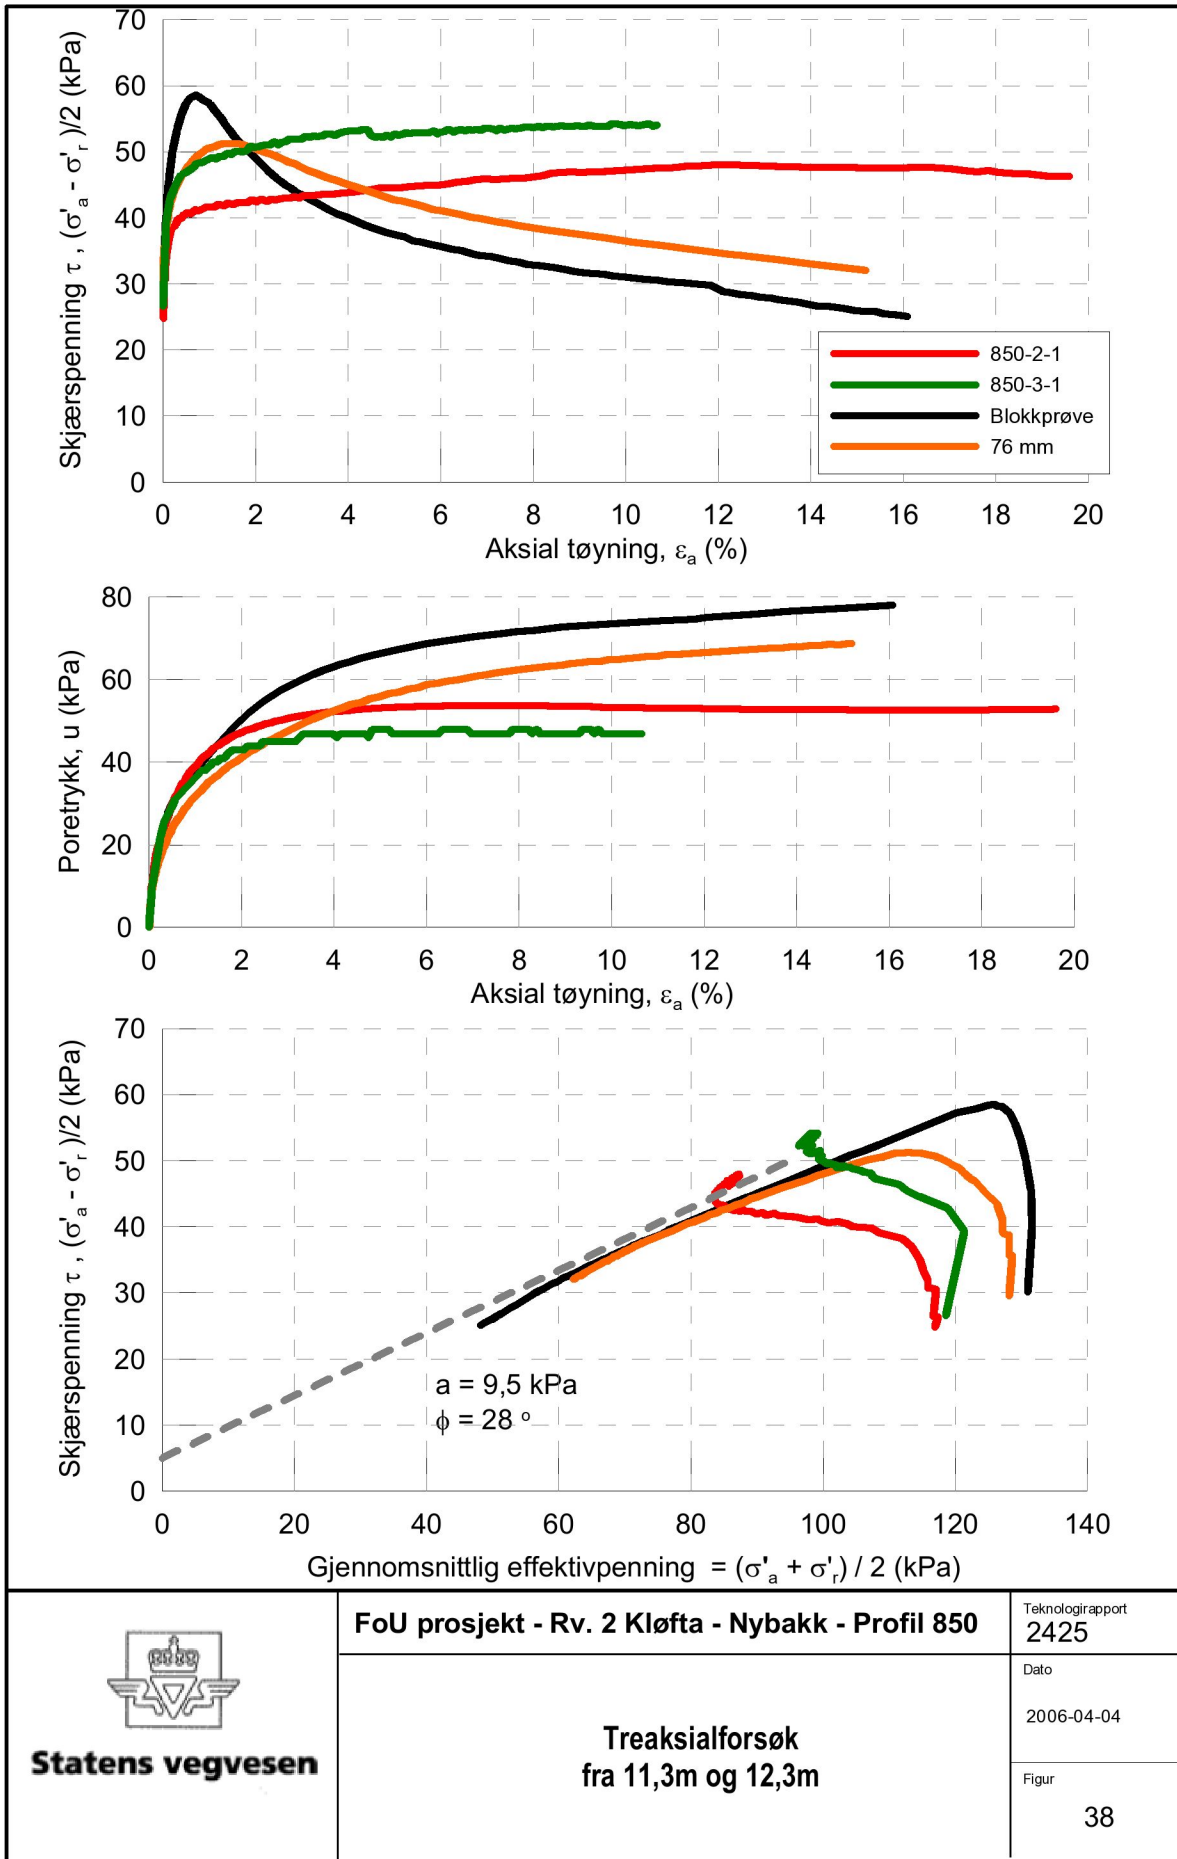 Skjærspenning τ , (σ'a - σ'r )/2 (kPa)
70
60
50
40
30
20
10
0
850-2-1
850-3-1
Blokkprøve
76 mm
0 2 4 6 8 10 12 14 16 18 20
Aksial tøyning, εa (%)
Poretrykk, u (kPa)
80
60
40
20
0
0 2 4 6 8 10 12 14 16 18 20
Aksial tøyning, εa (%)
Skjærspenning τ , (σ'a - σ'r )/2 (kPa)
70
60
50
40
30
20
10
0
a = 9,5 kPa
ϕ = 28 o
0 20 40 60 80 100 120 140
Gjennomsnittlig effektivpenning = (σ'a + σ'r) / 2 (kPa)
Statens vegvesen
FoU prosjekt - Rv. 2 Kløfta - Nybakk - Profil 850
Treaksialforsøk
fra 11,3m og 12,3m
Teknologirapport
2425
Dato
2006-04-04
Figur
38